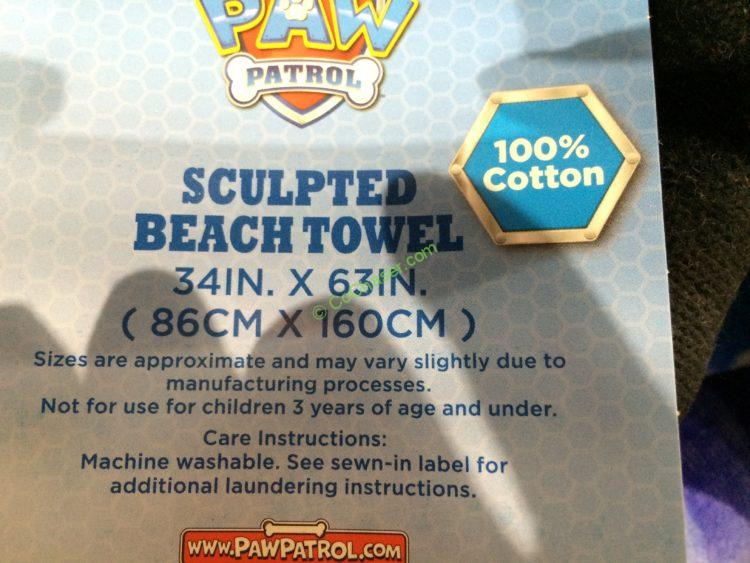 PAW
PATROL
100%
Cotton
SCULPTED
BEACH TOWEL
34IN. X 63IN.
( 86CM X 160CM )
Sizes are approximate and may vary slightly due to
manufacturing processes.
Not for use for children 3 years of age and under.
Care Instructions:
Machine washable. See sewn-in label for
additional laundering instructions.
www.PAWPATROL.COM